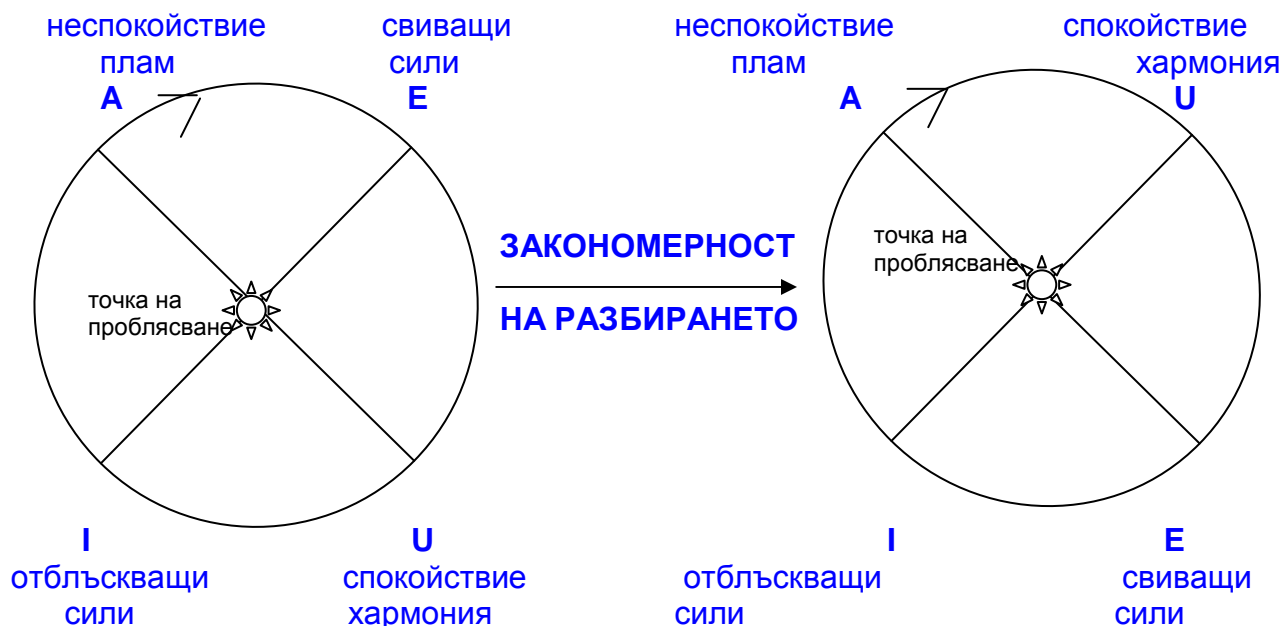 неспокойствие
плам
A
свиващи
сили
E
точка на
проблясване
I
отблъскващи
сили
U
спокойствие
хармония
ЗАКОНОМЕРНОСТ
НА РАЗБИРАНЕТО
неспокойствие
плам
A
спокойствие
хармония
U
точка на
проблясване
I
отблъскващи
сили
E
свиващи
сили